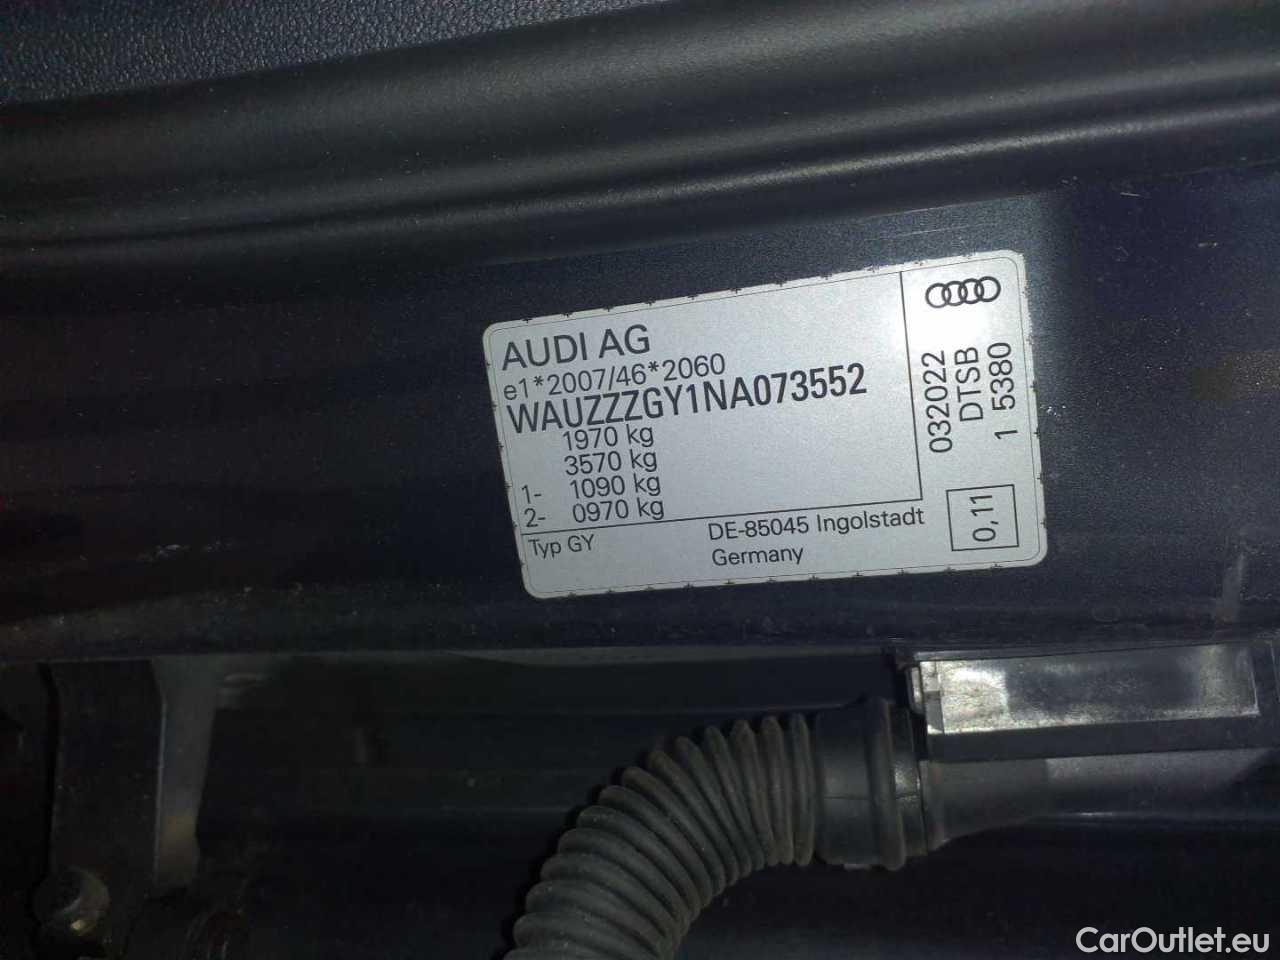 AUDI AG
e1*2007/46*2060
WAUZZZGY1NA073552
1970 kg
3570 kg
1- 1090 kg
2- 0970 kg
Typ GY
DE-85045 Ingolstadt
Germany
032022
DTSB
1 5380
0,11
CarOutlet.eu